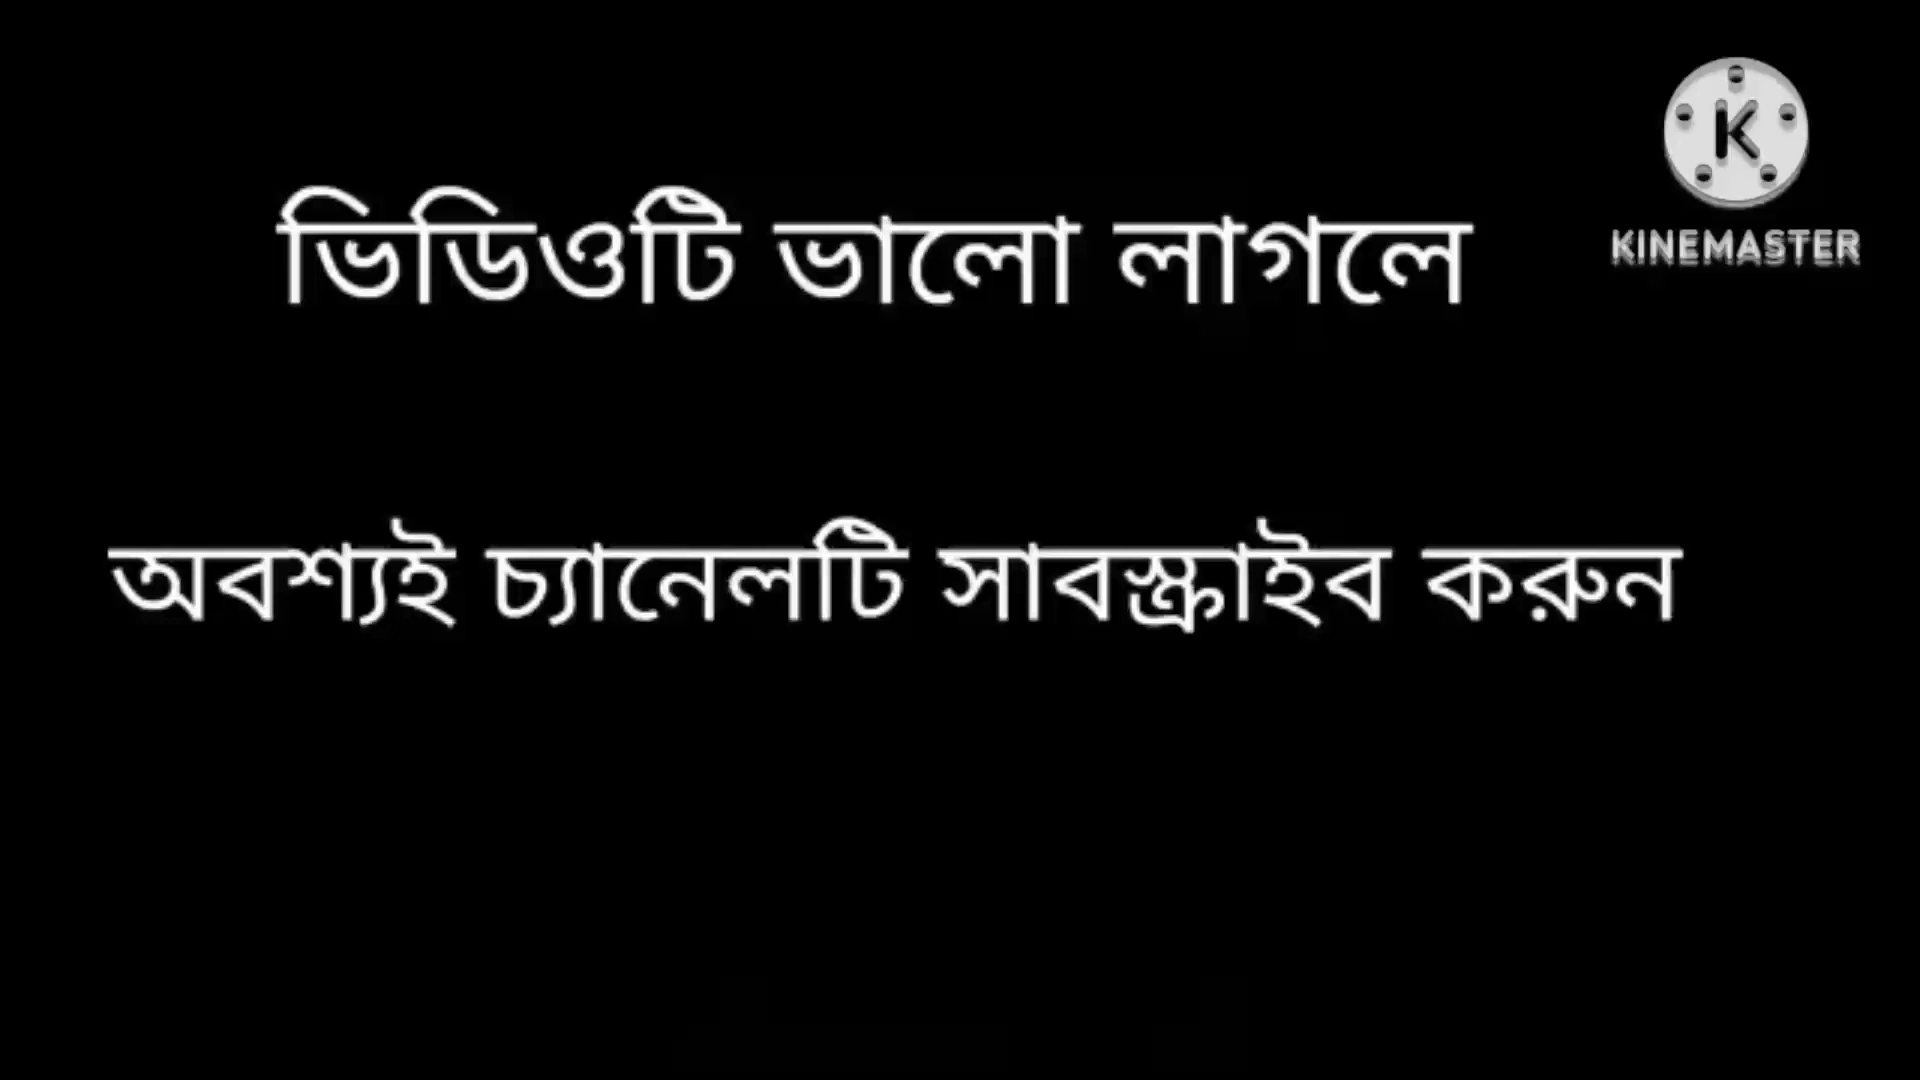 ভিডিওটি ভালো লাগলে
অবশ্যই চ্যানেলটি সাবস্ক্রাইব করুন
K
KINEMASTER